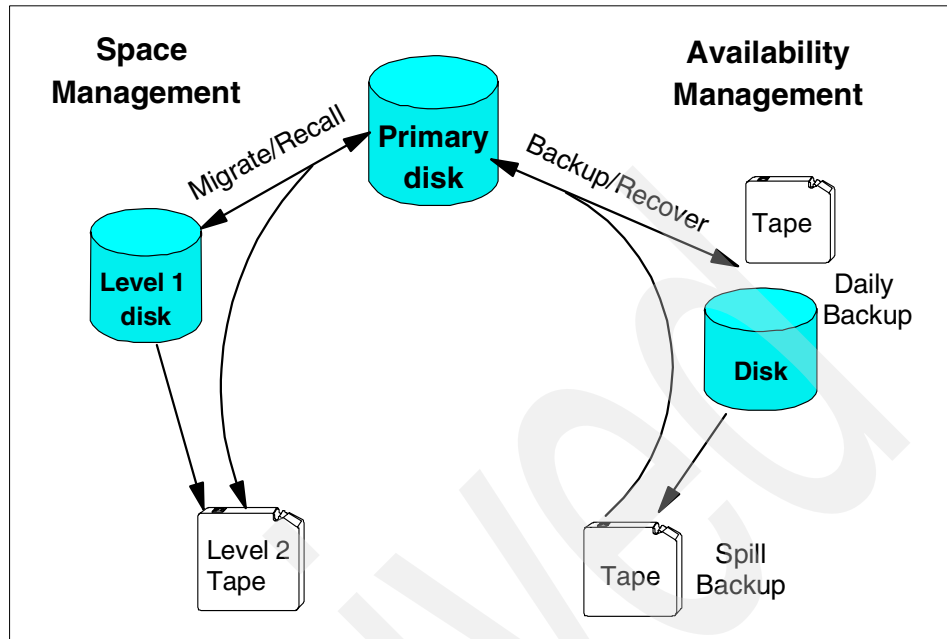 Space
Management
Availability
Management
Primary
disk
Migrate/Recall
Backup/Recover
Tape
Level 1
disk
Daily
Backup
Disk
Level 2
Tape
Tape
Spill
Backup